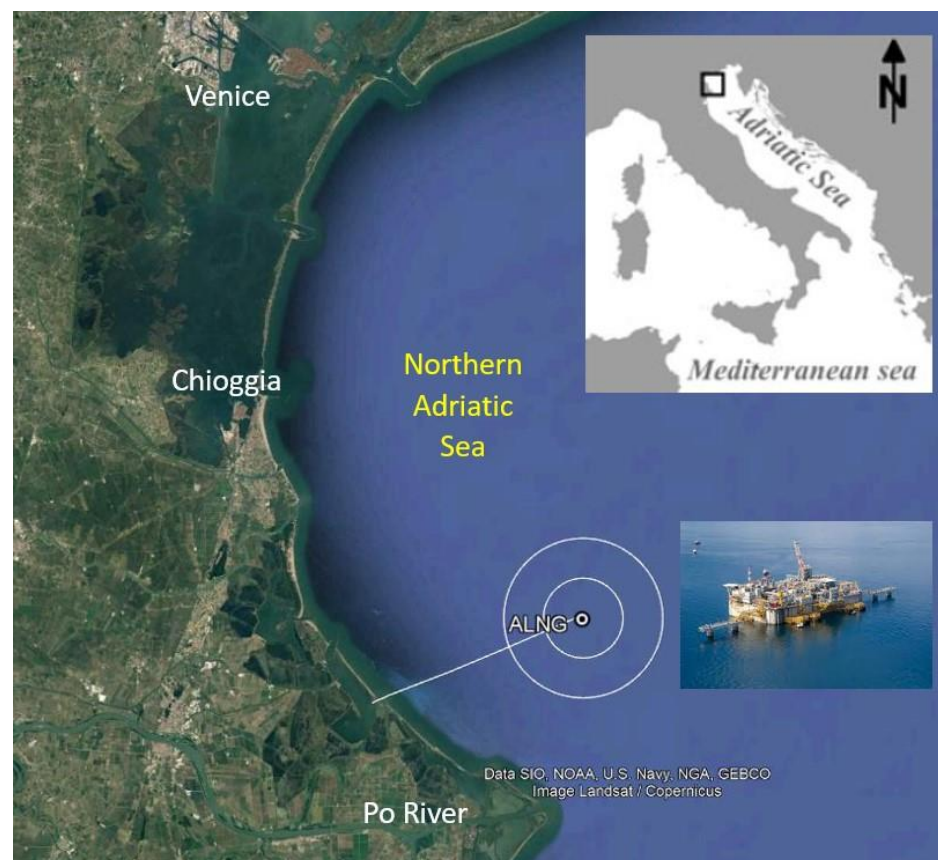 Venice
N
Adriatic Sea
Mediterranean sea
Chioggia
Northern
Adriatic
Sea
ALNG
Data SIO, NOAA, U.S. Navy, NGA, GEBCO
Image Landsat / Copernicus
Po River